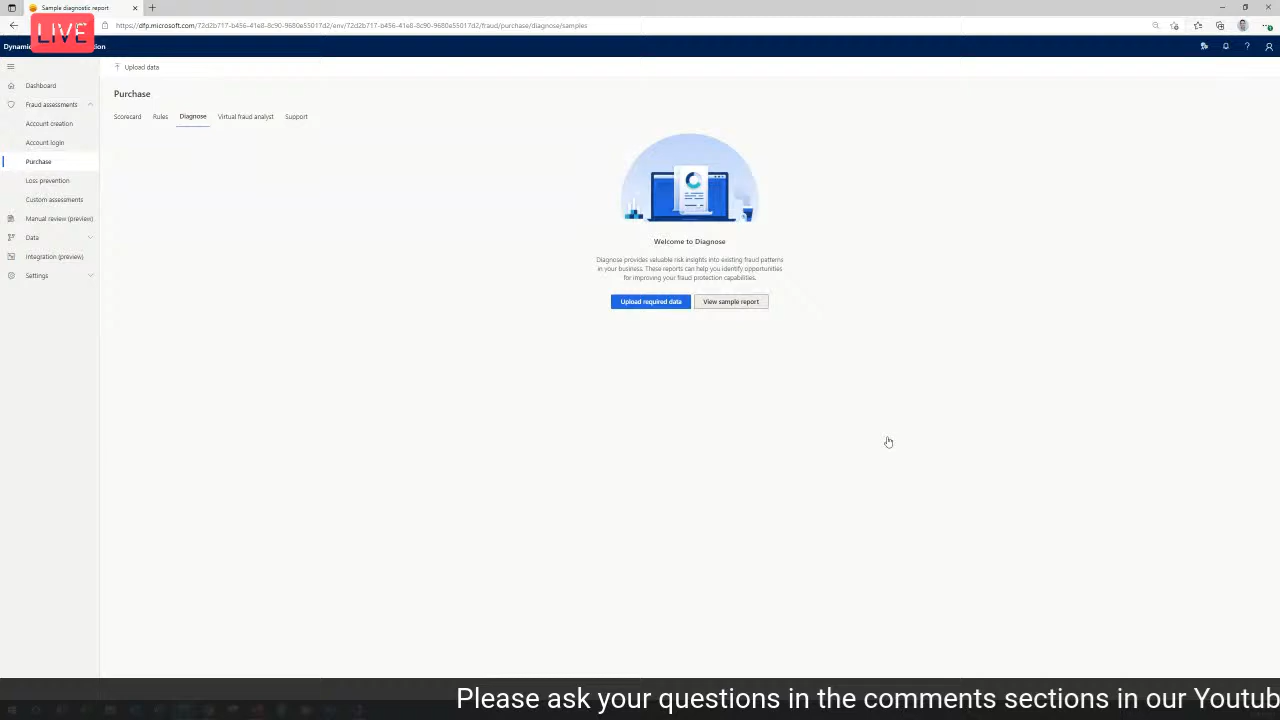 Sample diagnostic report
https://dfp.microsoft.com/72d2b717-b456-41e8-8c90-9680e55017d2/env/72d2b717-b456-41e8-8c90-9680e55017d2/fraud/purchase/diagnose/samples
LIVE
Upload data
Dashboard
Purchase
Fraud assessments
Scorecard Rules Diagnose Virtual fraud analyst Support
Account creation
Account login
Purchase
Loss prevention
Custom assessments
Manual review (preview)
Data
Integration (preview)
Settings
Welcome to Diagnose
Diagnose provides valuable risk insights into existing fraud patterns
in your business. These reports can help you identify opportunities
for improving your fraud protection capabilities.
Upload required data View sample report
Please ask your questions in the comments sections in our Youtub